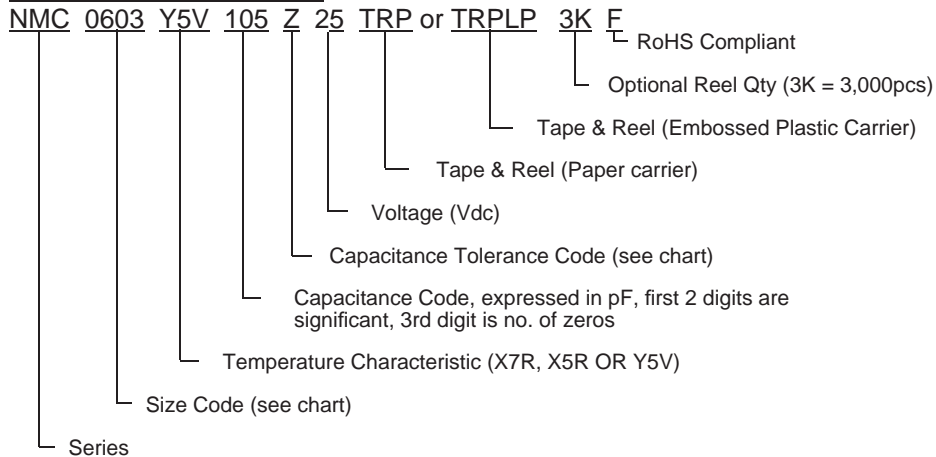 NMC 0603 Y5V 105 Z 25 TRP or TRPLP 3K F
RoHS Compliant
Optional Reel Qty (3K = 3,000pcs)
Tape & Reel (Embossed Plastic Carrier)
Tape & Reel (Paper carrier)
Voltage (Vdc)
Capacitance Tolerance Code (see chart)
Capacitance Code, expressed in pF, first 2 digits are
significant, 3rd digit is no. of zeros
Temperature Characteristic (X7R, X5R OR Y5V)
Size Code (see chart)
Series